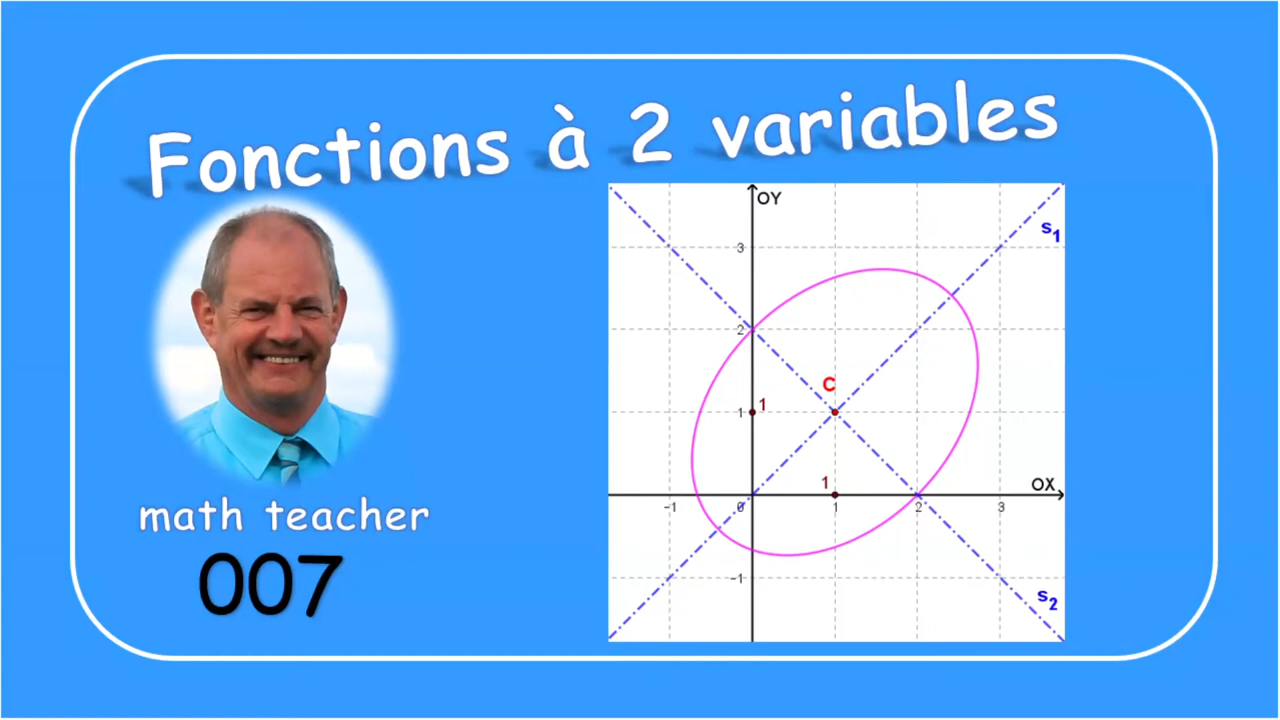 Fonctions à 2 variables
OY
s1
3
2
C
1
1
1
OX
-1
0
2
3
-1
s2
math teacher
007